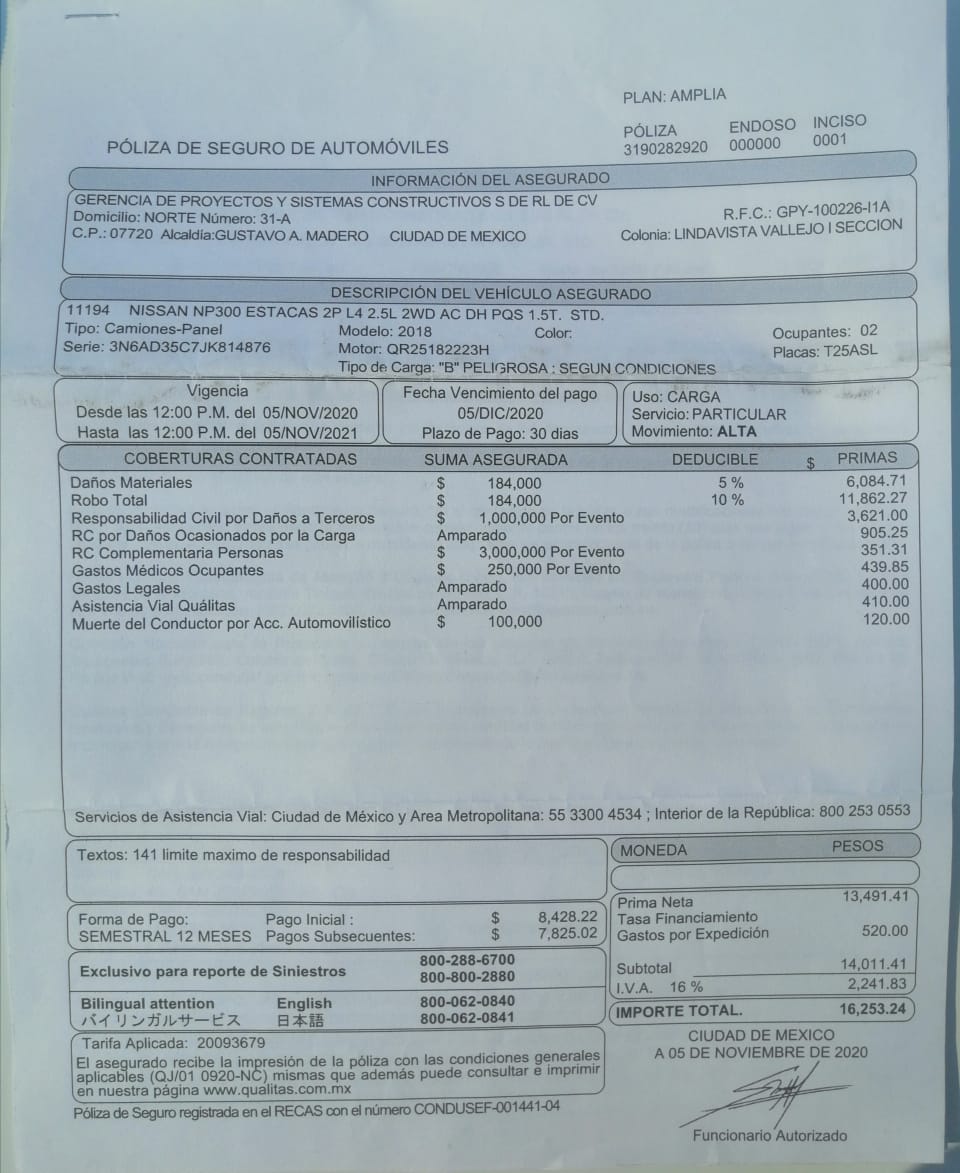 PLAN: AMPLIA
PÓLIZA ENDOSO INCISO
3190282920 000000 0001
PÓLIZA DE SEGURO DE AUTOMÓVILES
INFORMACIÓN DEL ASEGURADO
GERENCIA DE PROYECTOS Y SISTEMAS CONSTRUCTIVOS S DE RL DE CV
Domicilio: NORTE Número: 31-A R.F.C.: GPY-100226-I1A
C.P.: 07720 Alcaldía:GUSTAVO A. MADERO CIUDAD DE MEXICO Colonia: LINDAVISTA VALLEJO I SECCION
DESCRIPCIÓN DEL VEHÍCULO ASEGURADO
11194 NISSAN NP300 ESTACAS 2P L4 2.5L 2WD AC DH PQS 1.5T. STD.
Tipo: Camiones-Panel Modelo: 2018 Color: Ocupantes: 02
Serie: 3N6AD35C7JK814876 Motor: QR25182223H Placas: T25ASL
Tipo de Carga: "B" PELIGROSA : SEGUN CONDICIONES
Vigencia
Desde las 12:00 P.M. del 05/NOV/2020
Hasta las 12:00 P.M. del 05/NOV/2021
Fecha Vencimiento del pago
05/DIC/2020
Plazo de Pago: 30 dias
Uso: CARGA
Servicio: PARTICULAR
Movimiento: ALTA
COBERTURAS CONTRATADAS SUMA ASEGURADA DEDUCIBLE $ PRIMAS
Daños Materiales $ 184,000 5 % 6,084.71
Robo Total $ 184,000 10 % 11,862.27
Responsabilidad Civil por Daños a Terceros $ 1,000,000 Por Evento 3,621.00
RC por Daños Ocasionados por la Carga Amparado 905.25
RC Complementaria Personas $ 3,000,000 Por Evento 351.31
Gastos Médicos Ocupantes $ 250,000 Por Evento 439.85
Gastos Legales Amparado 400.00
Asistencia Vial Quálitas Amparado 410.00
Muerte del Conductor por Acc. Automovilístico $ 100,000 120.00
Servicios de Asistencia Vial: Ciudad de México y Area Metropolitana: 55 3300 4534 ; Interior de la República: 800 253 0553
Textos: 141 limite maximo de responsabilidad
MONEDA PESOS
Forma de Pago: Pago Inicial : $ 8,428.22
SEMESTRAL 12 MESES Pagos Subsecuentes: $ 7,825.02
Prima Neta 13,491.41
Tasa Financiamiento
Gastos por Expedición 520.00
Subtotal 14,011.41
I.V.A. 16 % 2,241.83
IMPORTE TOTAL. 16,253.24
Exclusivo para reporte de Siniestros 800-288-6700
800-800-2880
Bilingual attention English 800-062-0840
バイリンガルサービス 日本語 800-062-0841
Tarifa Aplicada: 20093679
El asegurado recibe la impresión de la póliza con las condiciones generales
aplicables (QJ/01 0920-NC) mismas que además puede consultar e imprimir
en nuestra página www.qualitas.com.mx
Póliza de Seguro registrada en el RECAS con el número CONDUSEF-001441-04
CIUDAD DE MEXICO
A 05 DE NOVIEMBRE DE 2020
Funcionario Autorizado